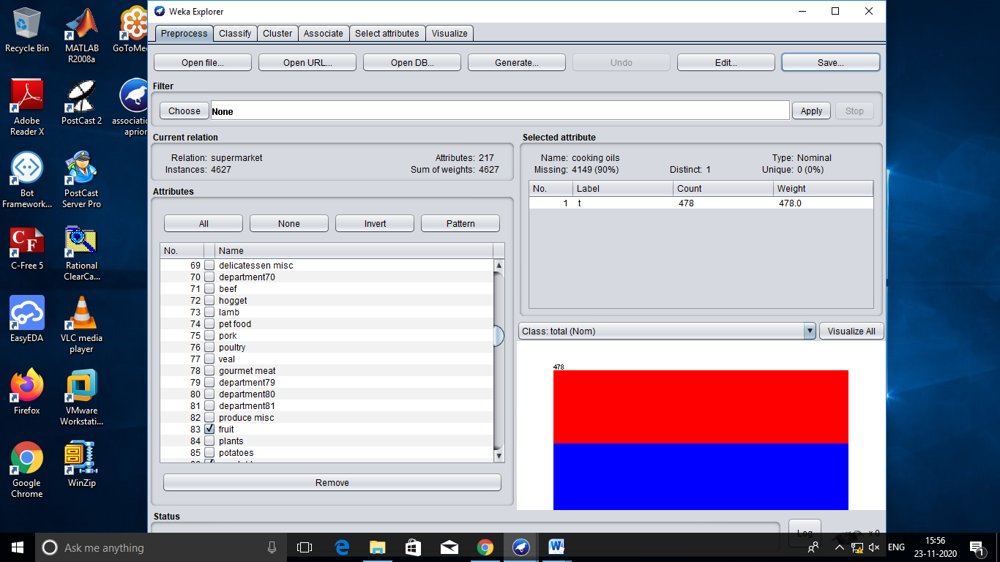 Recycle Bin
MATLAB
R2008a
GoToMee
Adobe
Reader X
PostCast 2
associatio
aprior
Bot
Framework...
PostCast
Server Pro
C-Free 5
Rational
ClearCa...
EasyEDA
VLC media
player
Firefox
VMware
Workstati...
Google
Chrome
WinZip
Weka Explorer
Preprocess Classify Cluster Associate Select attributes Visualize
Open file... Open URL... Open DB... Generate... Undo Edit... Save...
Filter
Choose None Apply Stop
Current relation
Relation: supermarket Attributes: 217
Instances: 4627 Sum of weights: 4627
Attributes
All None Invert Pattern
No. Name
69 delicatessen misc
70 department70
71 beef
72 hogget
73 lamb
74 pet food
75 pork
76 poultry
77 veal
78 gourmet meat
79 department79
80 department80
81 department81
82 produce misc
83 fruit
84 plants
85 potatoes
Remove
Selected attribute
Name: cooking oils Type: Nominal
Missing: 4149 (90%) Distinct: 1 Unique: 0 (0%)
No. Label Count Weight
1 t 478 478.0
Class: total (Nom) Visualize All
478
Status
Log x 0
Ask me anything
ENG
15:56
23-11-2020
1